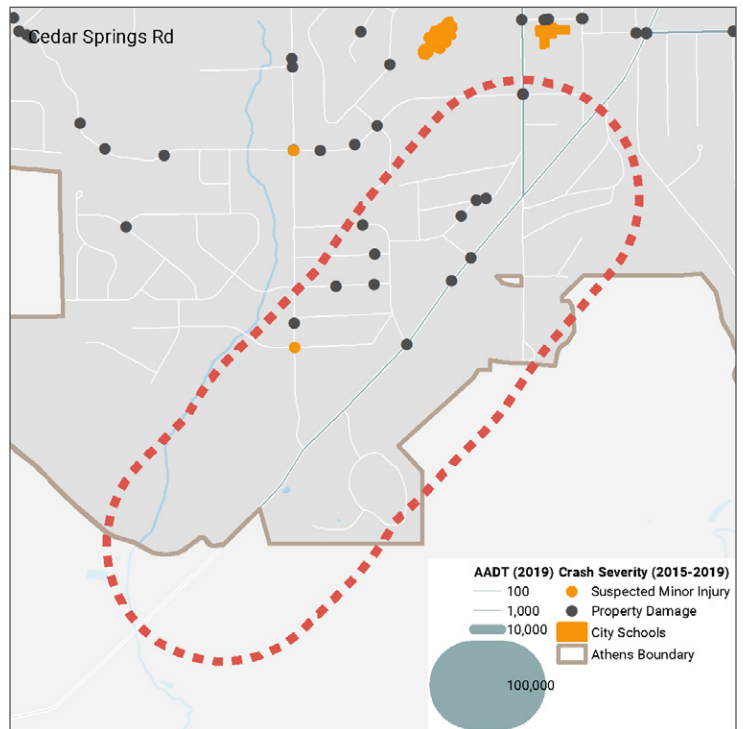 Cedar Springs Rd
AADT (2019) Crash Severity (2015-2019)
100 Suspected Minor Injury
1,000 Property Damage
10,000 City Schools
Athens Boundary
100,000